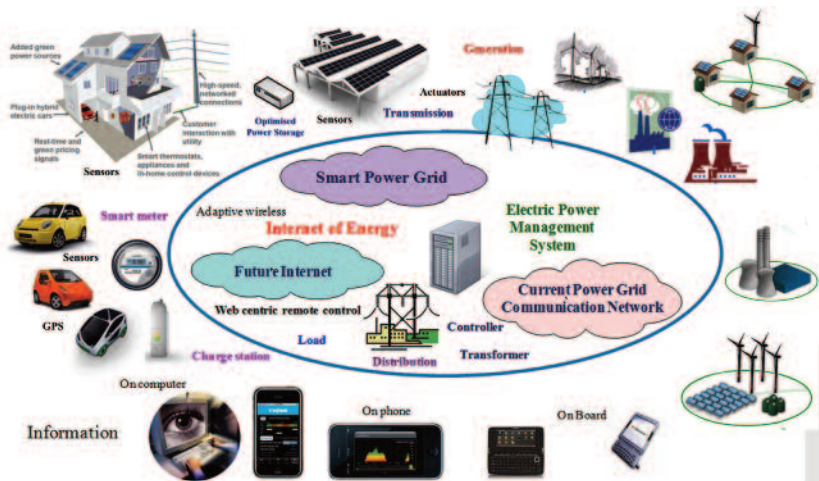 Added green
power sources
Plug-in hybrid
electric cars
Real-time and
green pricing
signals
Sensors
Smart thermostats,
appliances and
in-home control devices
Customer
interaction with
utility
High-speed,
networked
connections
Optimised
Power Storage
Sensors
Actuators
Transmission
Generation
Smart Power Grid
Adaptive wireless
Internet of Energy
Electric Power
Management
System
Future Internet
Current Power Grid
Communication Network
Web centric remote control
Load
Controller
Distribution
Transformer
Smart meter
Sensors
GPS
Charge station
On computer
Information
On phone
On Board